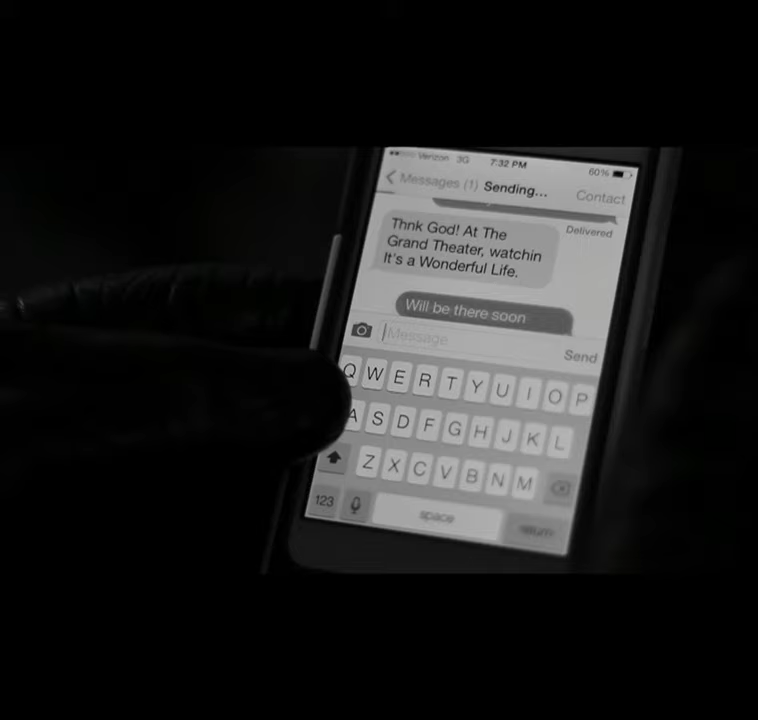 Verizon 3G 7:32 PM 60%
Messages (1) Sending... Contact
Delivered
Thnk God! At The
Grand Theater, watchin
It's a Wonderful Life.
Will be there soon
Message
Send
Q W E R T Y U I O P
A S D F G H J K L
Z X C V B N M
123 space return